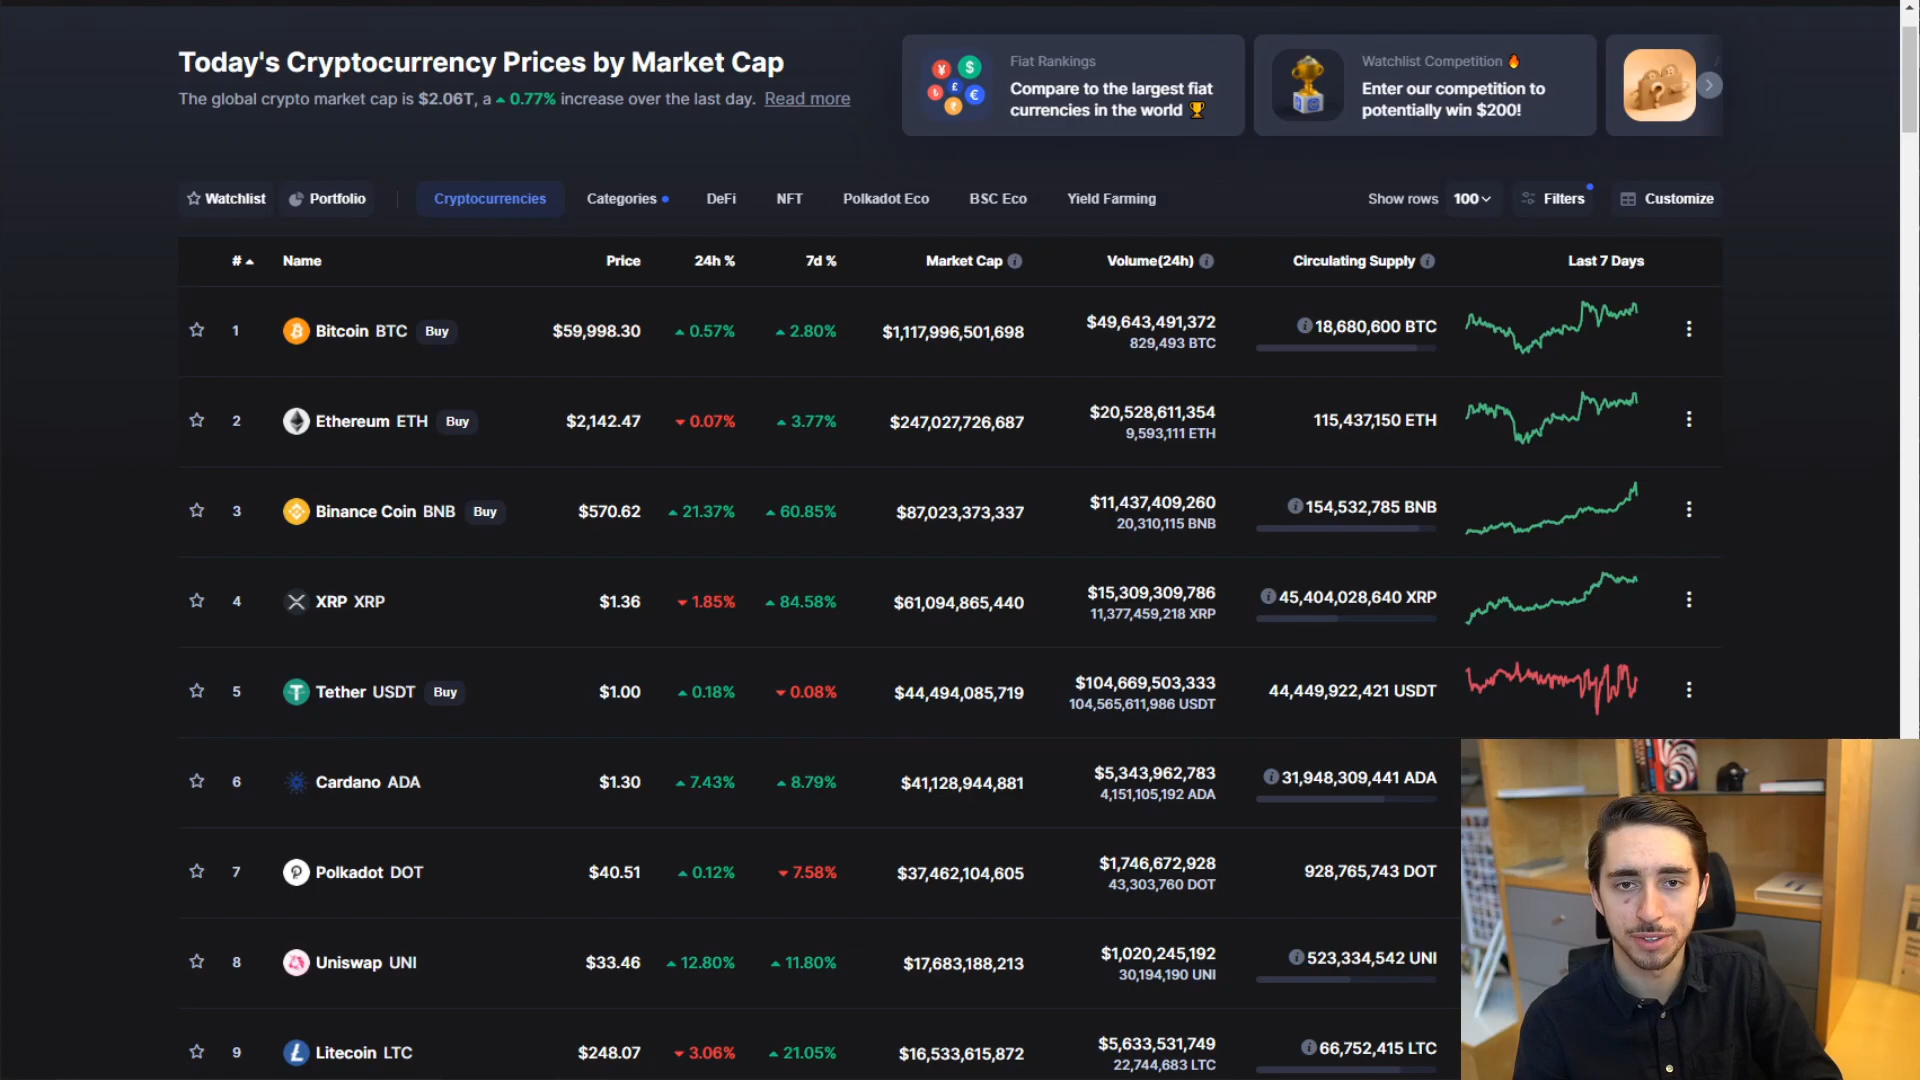 Today's Cryptocurrency Prices by Market Cap
The global crypto market cap is $2.06T, a 0.77% increase over the last day. Read more
Fiat Rankings
Compare to the largest fiat
currencies in the world
Watchlist Competition
Enter our competition to
potentially win $200!
Watchlist Portfolio Cryptocurrencies Categories DeFi NFT Polkadot Eco BSC Eco Yield Farming Show rows 100 Filters Customize
# Name Price 24h % 7d % Market Cap Volume(24h) Circulating Supply Last 7 Days
1 Bitcoin BTC Buy $59,998.30 0.57% 2.80% $1,117,996,501,698 $49,643,491,372 18,680,600 BTC
829,493 BTC
2 Ethereum ETH Buy $2,142.47 0.07% 3.77% $247,027,726,687 $20,528,611,354 115,437,150 ETH
9,593,111 ETH
3 Binance Coin BNB Buy $570.62 21.37% 60.85% $87,023,373,337 $11,437,409,260 154,532,785 BNB
20,310,115 BNB
4 XRP XRP $1.36 1.85% 84.58% $61,094,865,440 $15,309,309,786 45,404,028,640 XRP
11,377,459,218 XRP
5 Tether USDT Buy $1.00 0.18% 0.08% $44,494,085,719 $104,669,503,333 44,449,922,421 USDT
104,565,611,986 USDT
6 Cardano ADA $1.30 7.43% 8.79% $41,128,944,881 $5,343,962,783 31,948,309,441 ADA
4,151,105,192 ADA
7 Polkadot DOT $40.51 0.12% 7.58% $37,462,104,605 $1,746,672,928 928,765,743 DOT
43,303,760 DOT
8 Uniswap UNI $33.46 12.80% 11.80% $17,683,188,213 $1,020,245,192 523,334,542 UNI
30,194,190 UNI
9 Litecoin LTC $248.07 3.06% 21.05% $16,533,615,872 $5,633,531,749 66,752,415 LTC
22,744,683 LTC